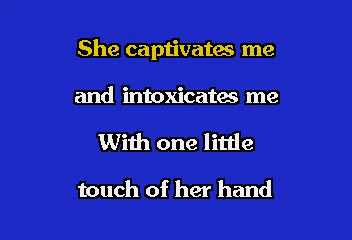 She captivates me
and intoxicates me
With one little
touch of her hand